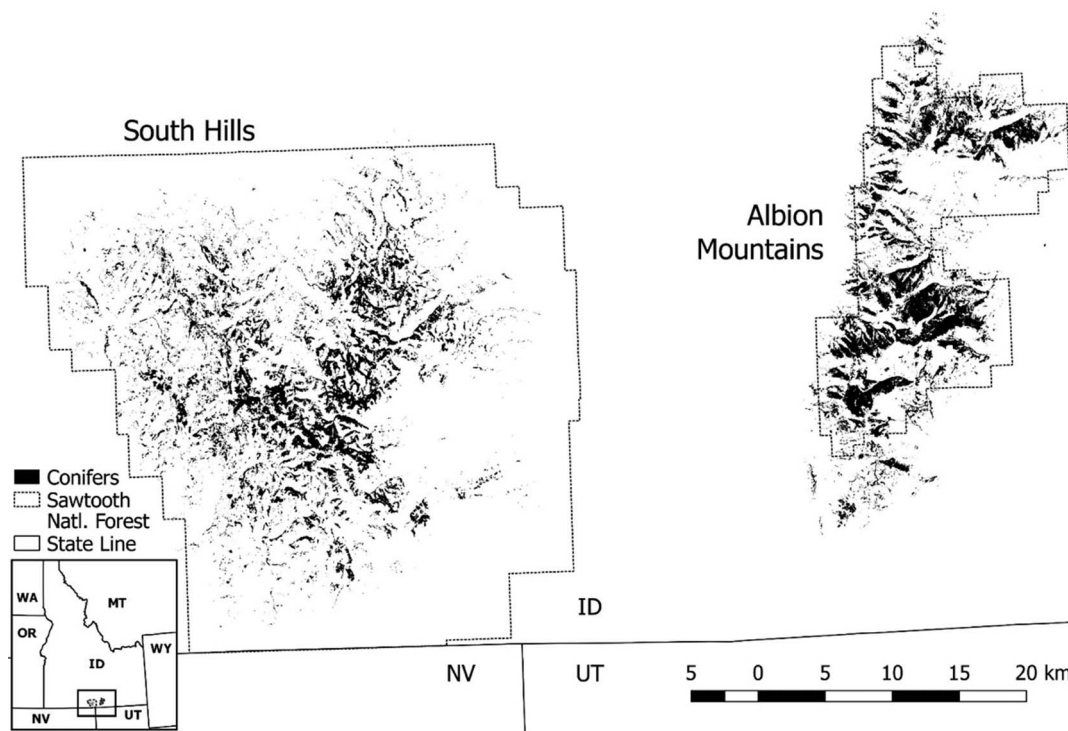 South Hills
Albion
Mountains
Conifers
Sawtooth
Natl. Forest
State Line
WA
MT
OR
WY
ID
NV
UT
ID
NV
UT
5 0 5 10 15 20 km